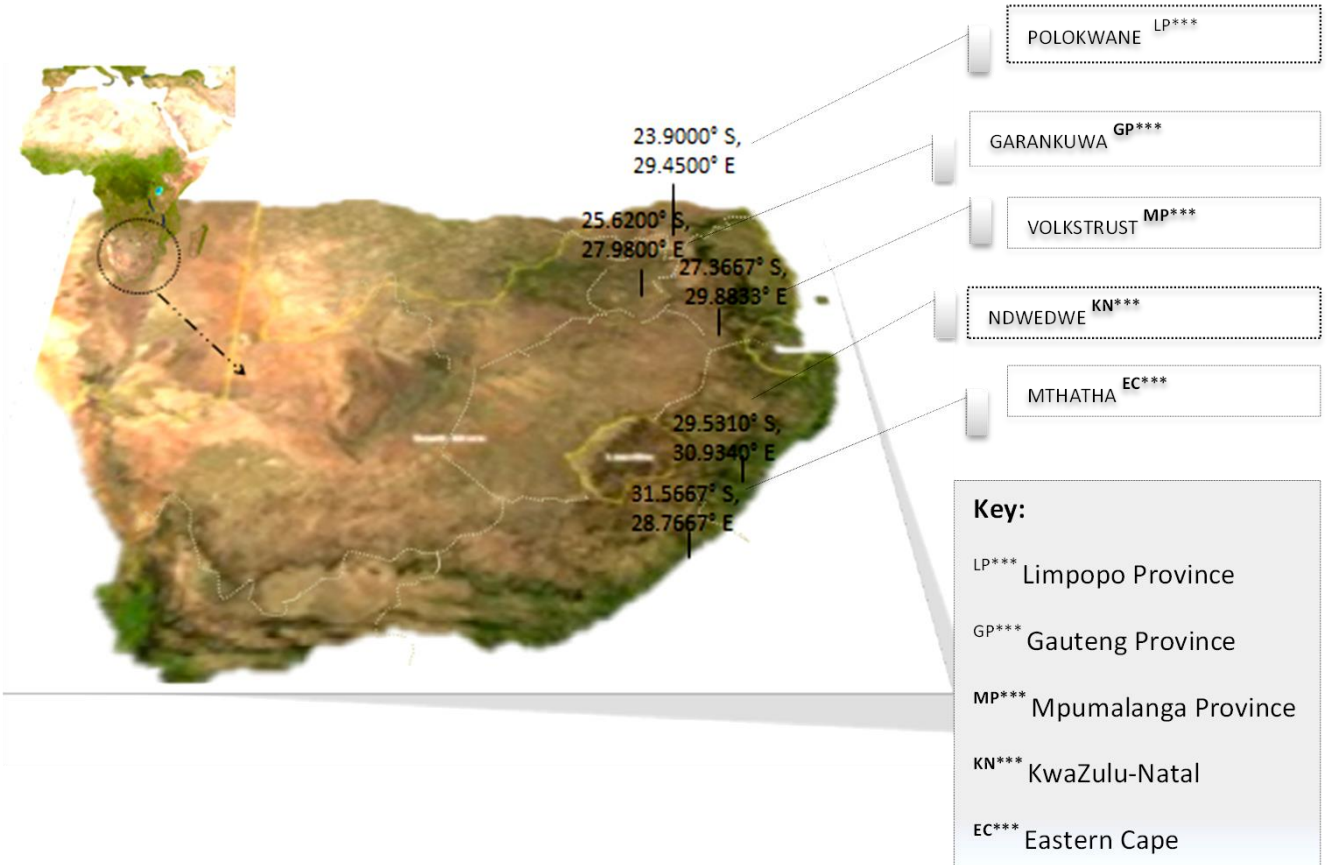 POLOKWANE LP***
23.9000° S,
29.4500° E
GARANKUWA GP***
25.6200° S,
27.9800° E
VOLKSTRUST MP***
27.3667° S,
29.8833° E
NDWEDWE KN***
29.5310° S,
30.9340° E
MTHATHA EC***
31.5667° S,
28.7667° E
Key:
LP*** Limpopo Province
GP*** Gauteng Province
MP*** Mpumalanga Province
KN*** KwaZulu-Natal
EC*** Eastern Cape